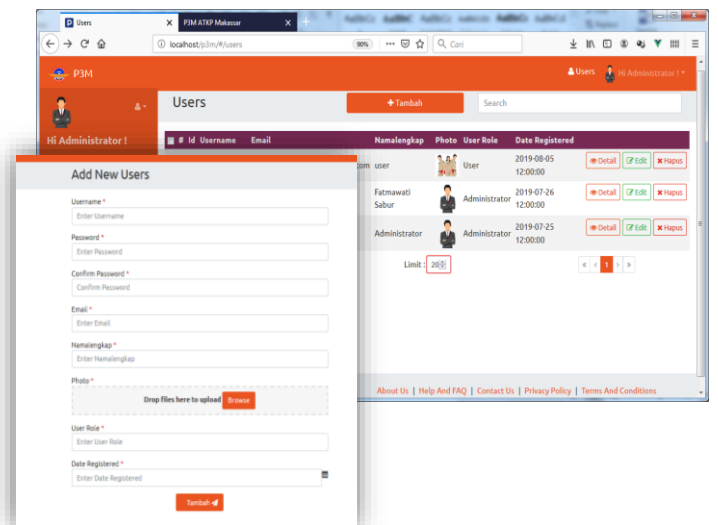 Users
P3M ATKP Makassar
localhost/p3m/#/users
90%
Cari
P3M
Users
Hi Administrator !
Users
+ Tambah
Search
Hi Administrator !
# Id Username Email Namalengkap Photo User Role Date Registered
com user User 2019-08-05 12:00:00 Detail Edit Hapus
Fatmawati Sabur Administrator 2019-07-26 12:00:00 Detail Edit Hapus
Administrator Administrator 2019-07-25 12:00:00 Detail Edit Hapus
Limit : 20
« < 1 > »
About Us | Help And FAQ | Contact Us | Privacy Policy | Terms And Conditions
Add New Users
Username *
Enter Username
Password *
Enter Password
Confirm Password *
Confirm Password
Email *
Enter Email
Namalengkap *
Enter Namalengkap
Photo *
Drop files here to upload Browse
User Role *
Enter User Role
Date Registered *
Enter Date Registered
Tambah